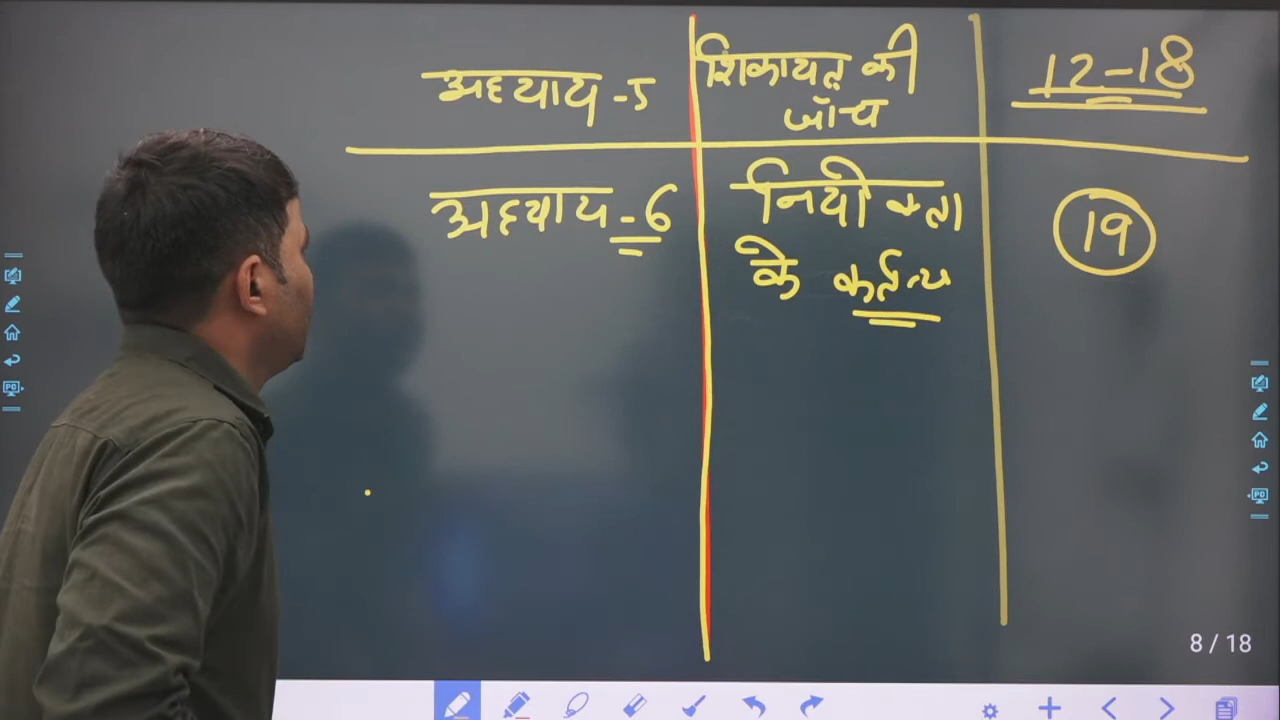 अध्याय - 5 शिकायत की 12-18
जाँच
अध्याय - 6 नियोक्ता 19
के कर्तव्य
8 / 18